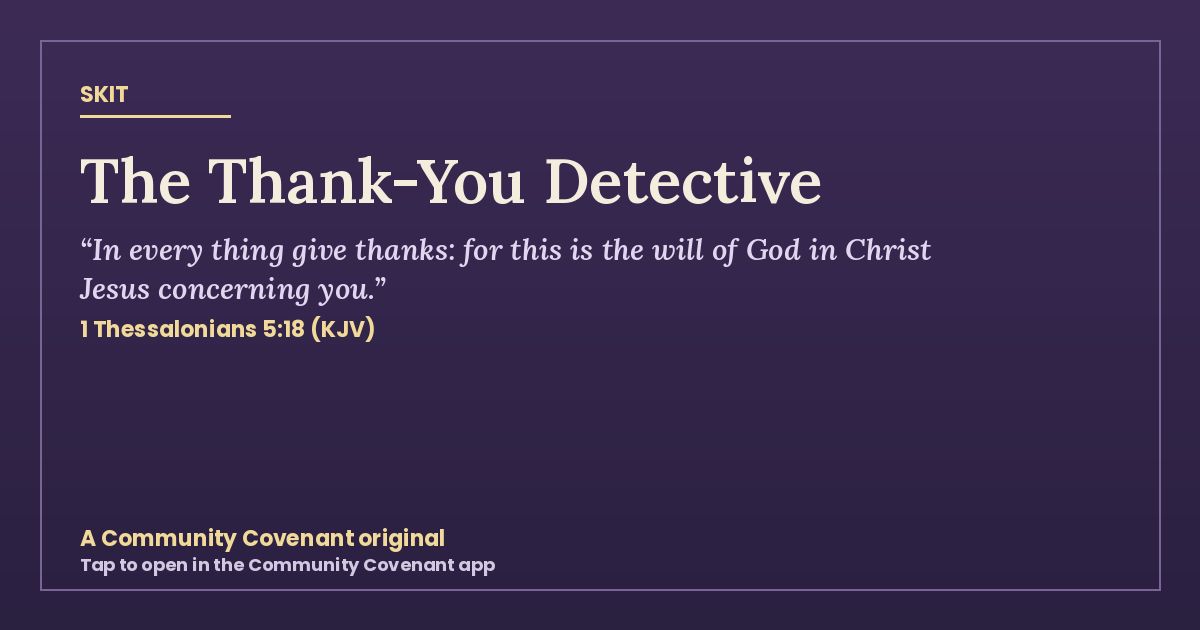 SKIT
The Thank-You Detective
“In every thing give thanks: for this is the will of God in Christ
Jesus concerning you.”
1 Thessalonians 5:18 (KJV)
A Community Covenant original
Tap to open in the Community Covenant app